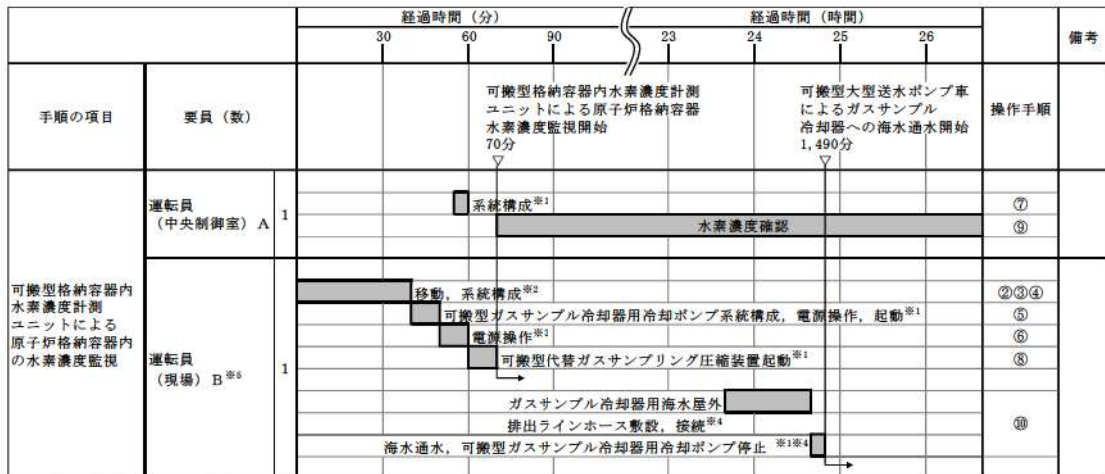 経過時間（分）
経過時間（時間）
30
60
90
23
24
25
26
備考
手順の項目
要員（数）
可搬型格納容器内水素濃度計測
ユニットによる原子炉格納容器
水素濃度監視開始
70分
▽
可搬型大型送水ポンプ車
によるガスサンプル
冷却器への海水通水開始
1,490分
▽
操作手順
可搬型格納容器内
水素濃度計測
ユニットによる
原子炉格納容器内
の水素濃度監視
運転員
（中央制御室）A
1
系統構成※1
⑦
水素濃度確認
⑨
運転員
（現場）B※5
1
移動，系統構成※2
②③④
可搬型ガスサンプル冷却器用冷却ポンプ系統構成，電源操作，起動※1
⑤
電源操作※3
⑥
可搬型代替ガスサンプリング圧縮装置起動※1
⑧
ガスサンプル冷却器用海水屋外
排出ラインホース敷設，接続※4
⑩
海水通水，可搬型ガスサンプル冷却器用冷却ポンプ停止 ※1※4